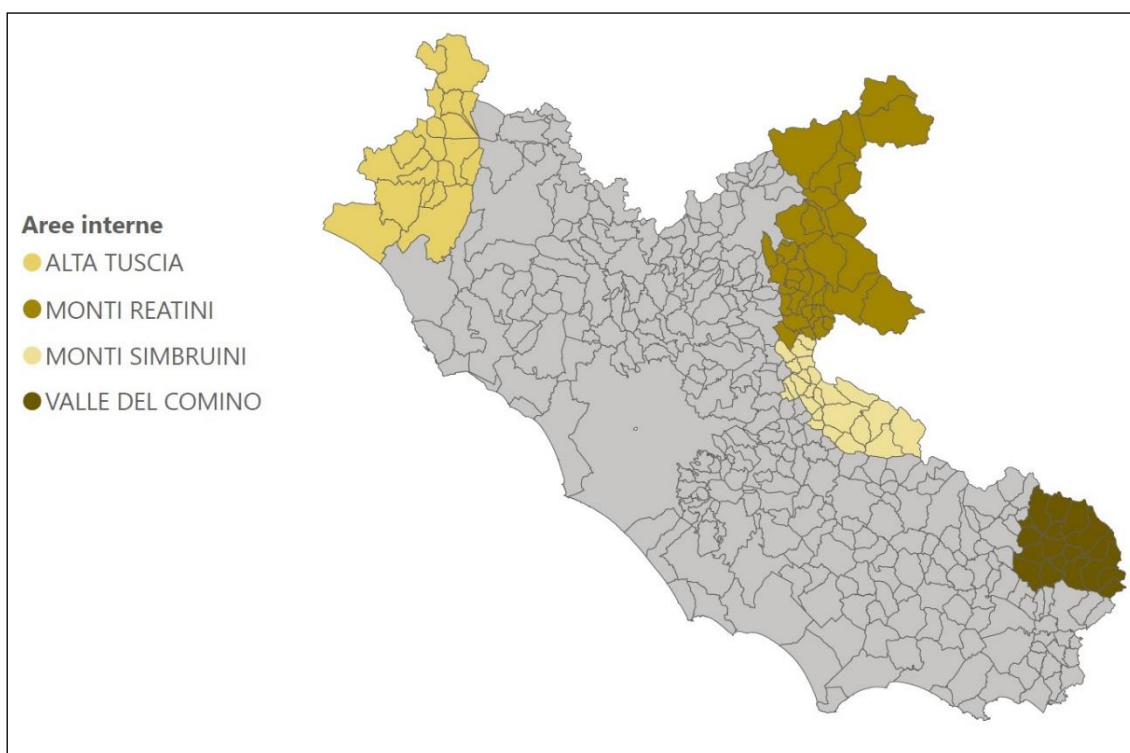 Aree interne
ALTA TUSCIA
MONTI REATINI
MONTI SIMBRUINI
VALLE DEL COMINO